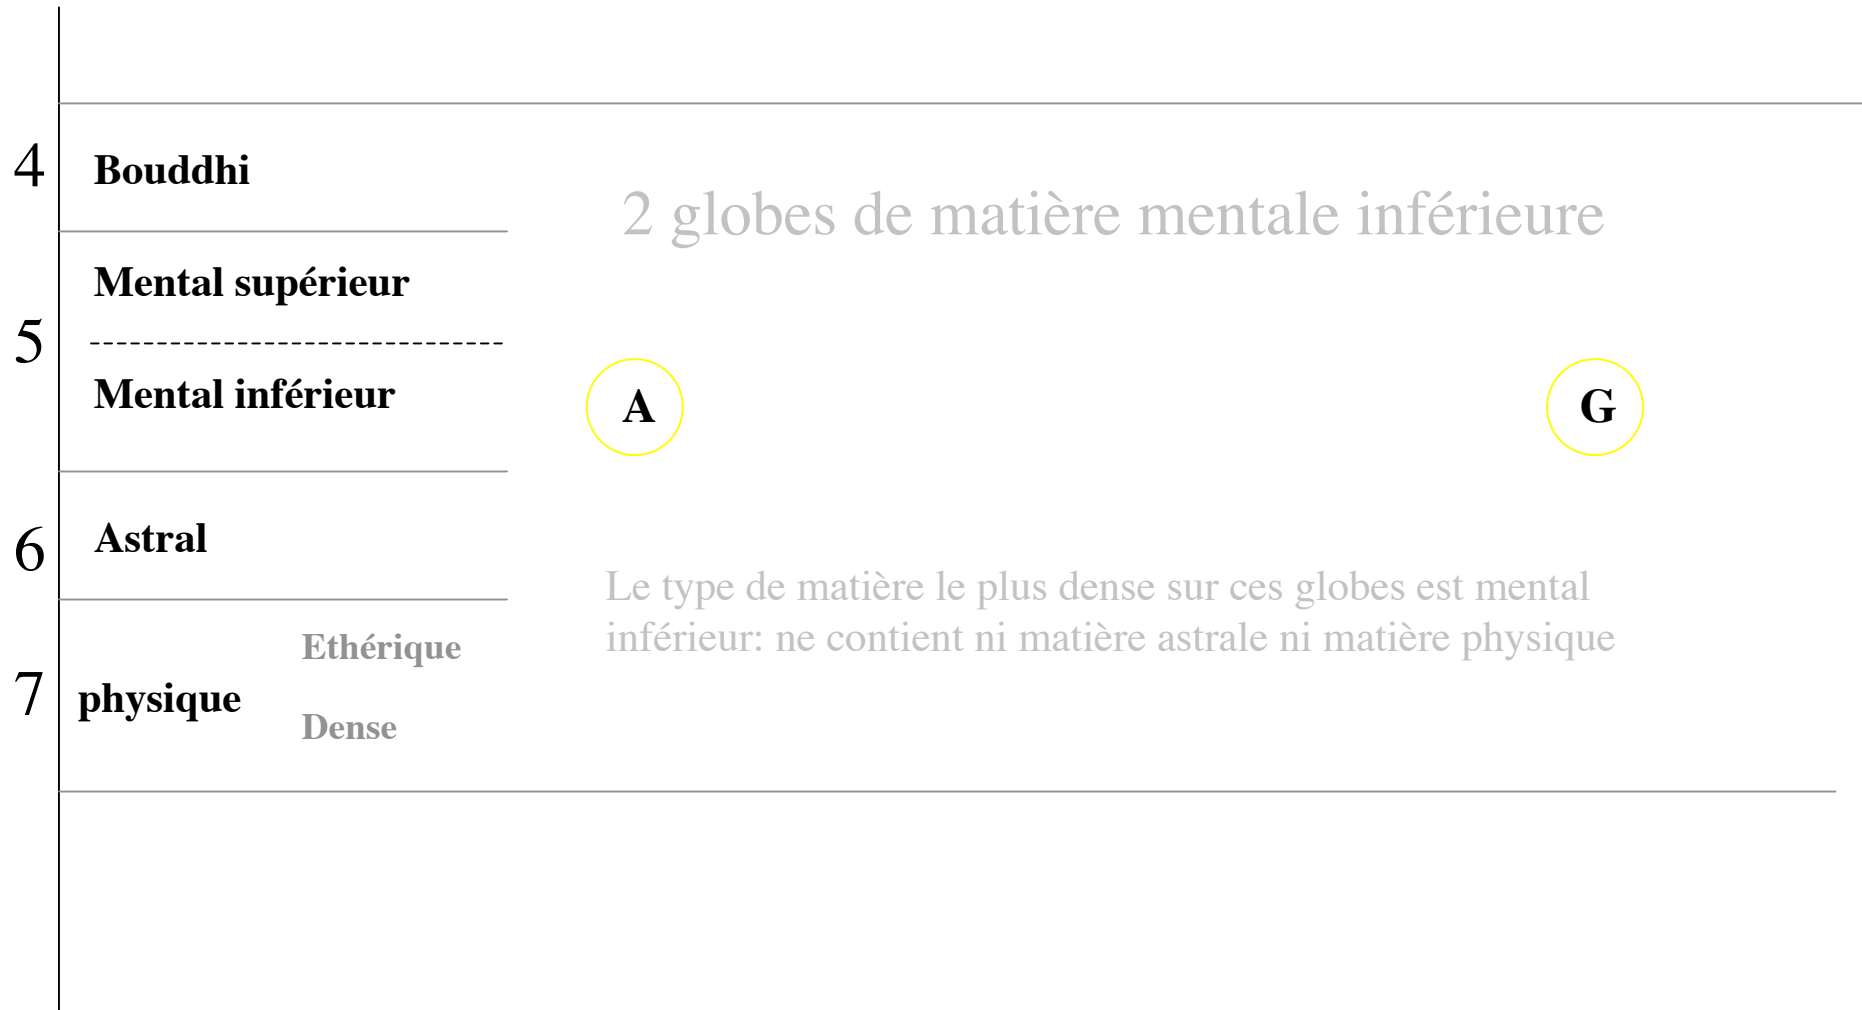 4
Bouddhi
2 globes de matière mentale inférieure
Mental supérieur
5
Mental inférieur
A
G
6
Astral
Le type de matière le plus dense sur ces globes est mental
inférieur: ne contient ni matière astrale ni matière physique
Ethérique
7
physique
Dense